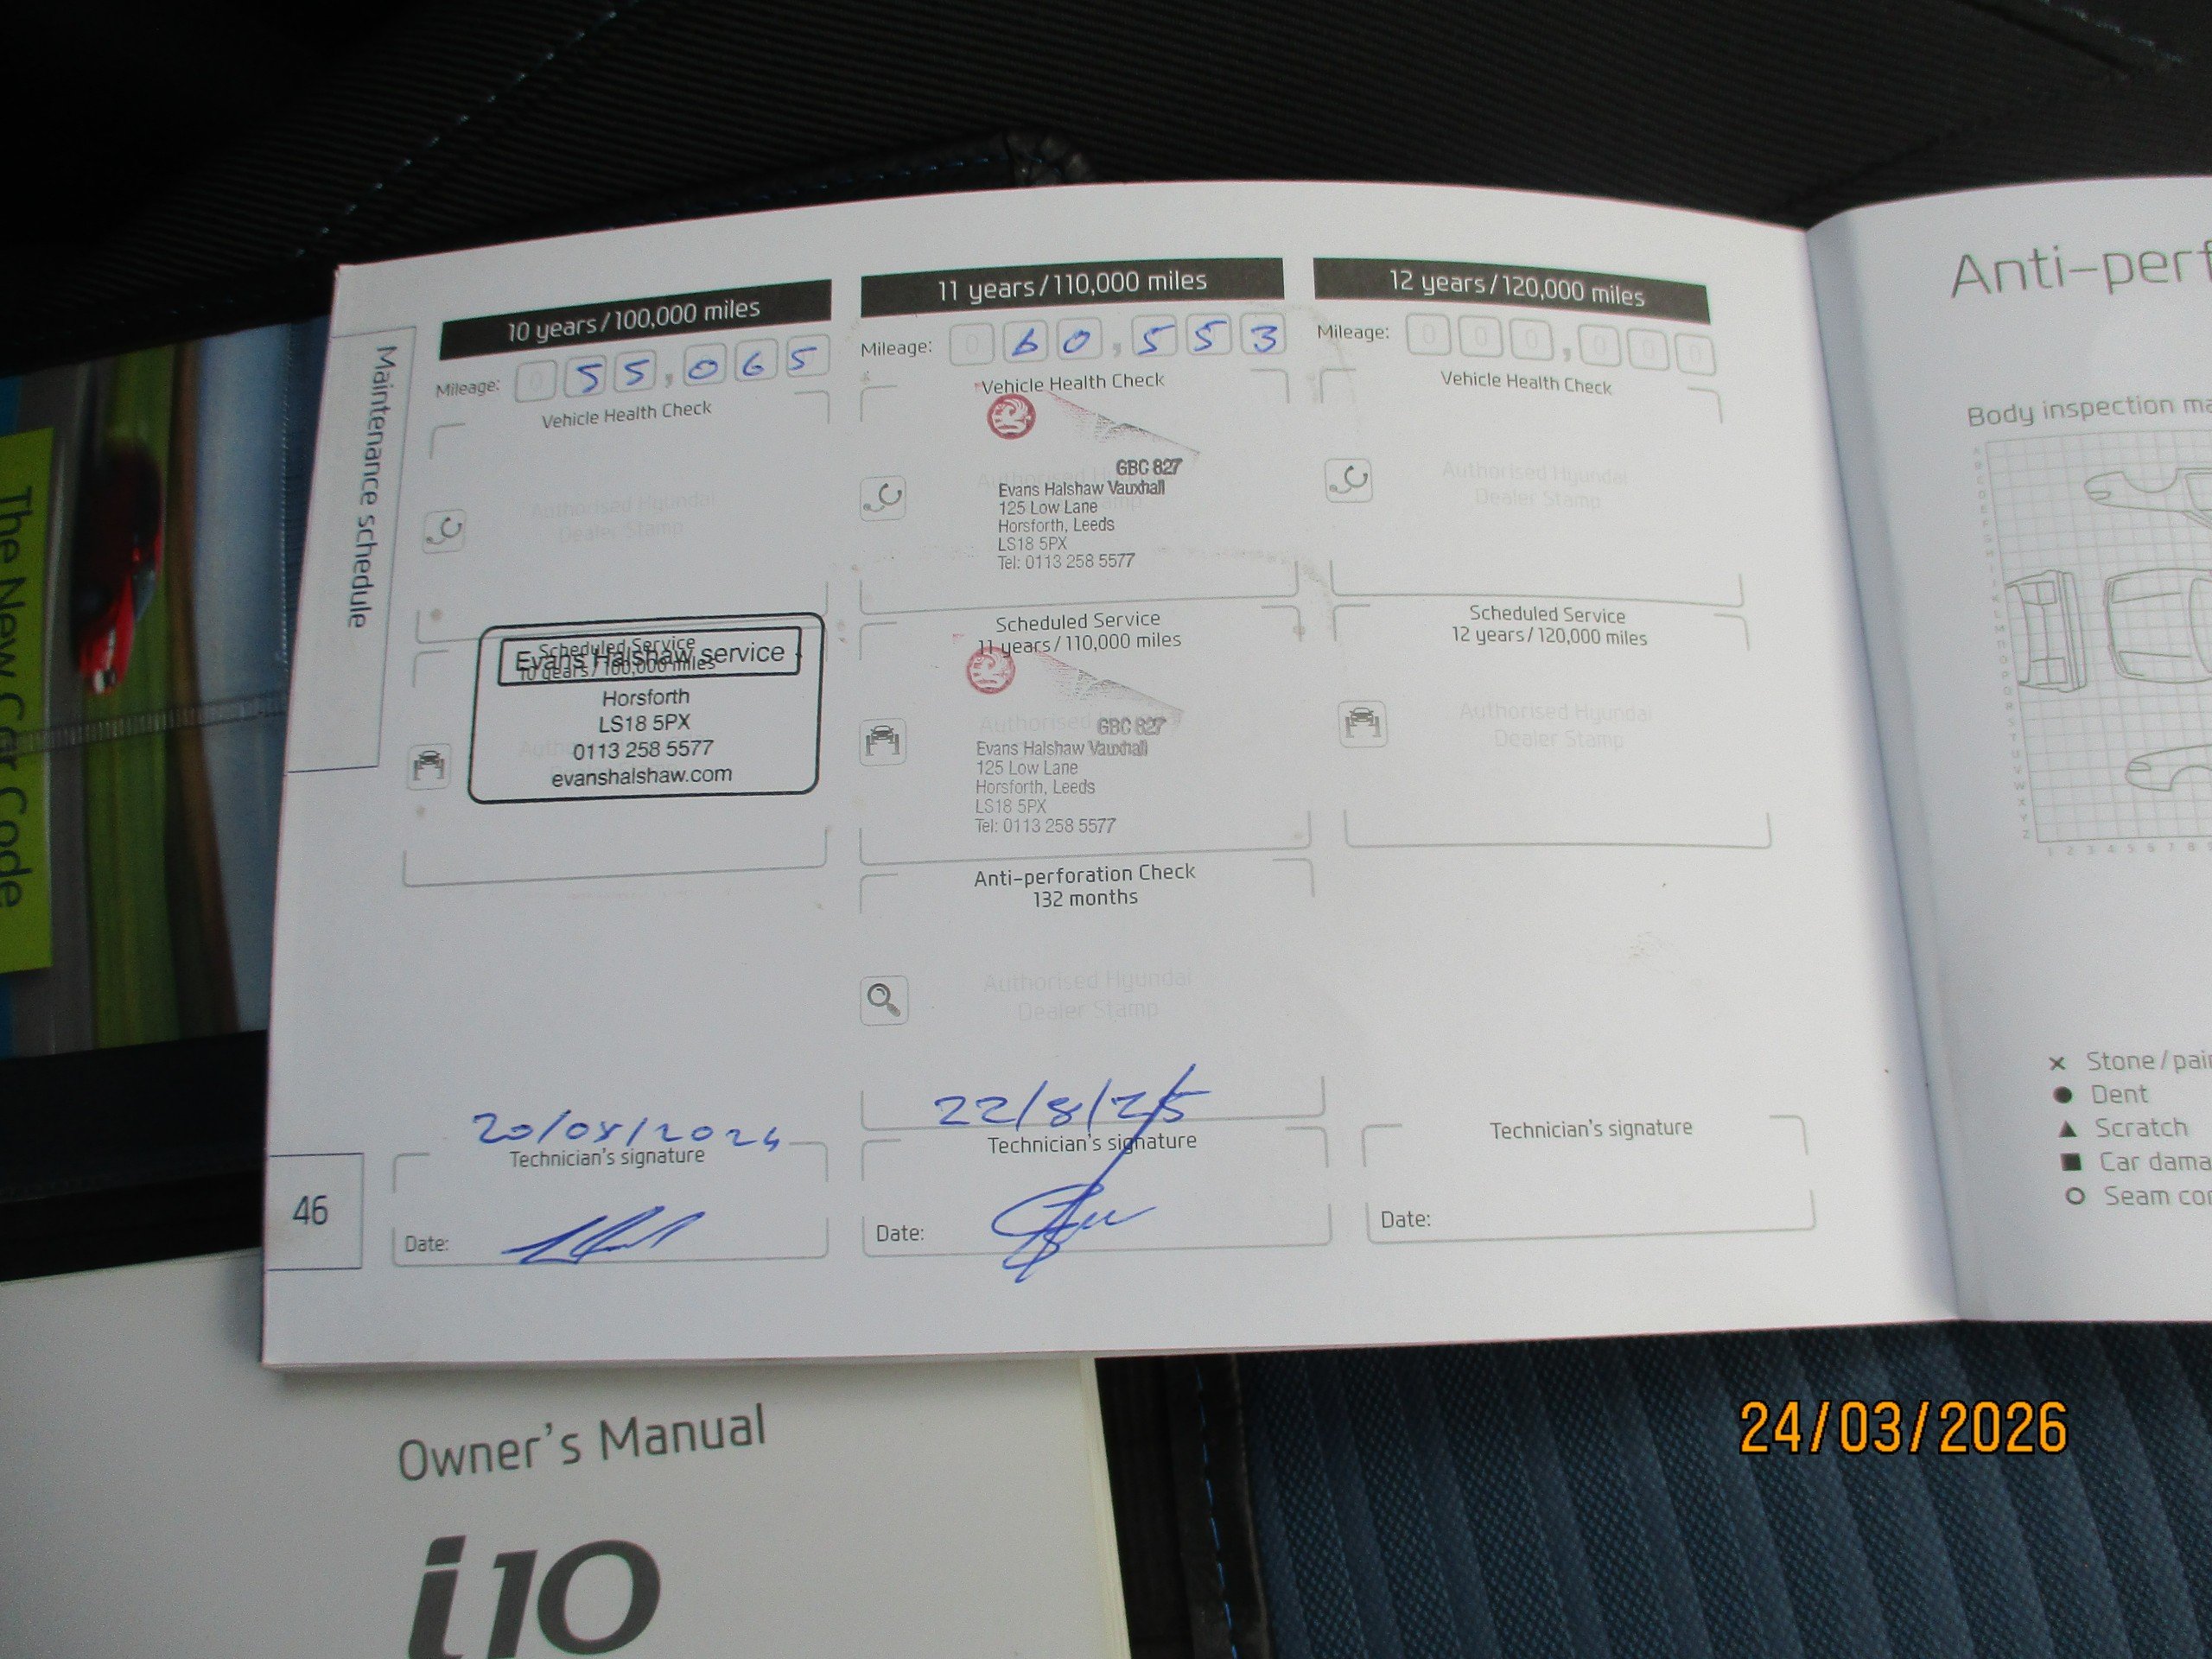 Maintenance schedule
46
10 years/100,000 miles
Mileage: 0 5 5 , 0 6 5
Vehicle Health Check
Authorised Hyundai
Dealer Stamp
Scheduled Service
10 years/100,000 miles
Evans Halshaw service
Horsforth
LS18 5PX
0113 258 5577
evanshalshaw.com
20/08/2024
Technician's signature
Date:
11 years/110,000 miles
Mileage: 0 6 0 , 5 5 3
Vehicle Health Check
GBC 827
Evans Halshaw Vauxhall
125 Low Lane
Horsforth, Leeds
LS18 5PX
Tel: 0113 258 5577
Scheduled Service
11 years/110,000 miles
GBC 827
Evans Halshaw Vauxhall
125 Low Lane
Horsforth, Leeds
LS18 5PX
Tel: 0113 258 5577
Anti-perforation Check
132 months
Authorised Hyundai
Dealer Stamp
22/8/25
Technician's signature
Date:
12 years/120,000 miles
Mileage: 0 0 0 , 0 0 0
Vehicle Health Check
Authorised Hyundai
Dealer Stamp
Scheduled Service
12 years/120,000 miles
Authorised Hyundai
Dealer Stamp
Technician's signature
Date:
Anti-perf
Body inspection ma
Stone/pai
Dent
Scratch
Car dama
Seam cor
The New Car Code
Owner's Manual
i10
24/03/2026